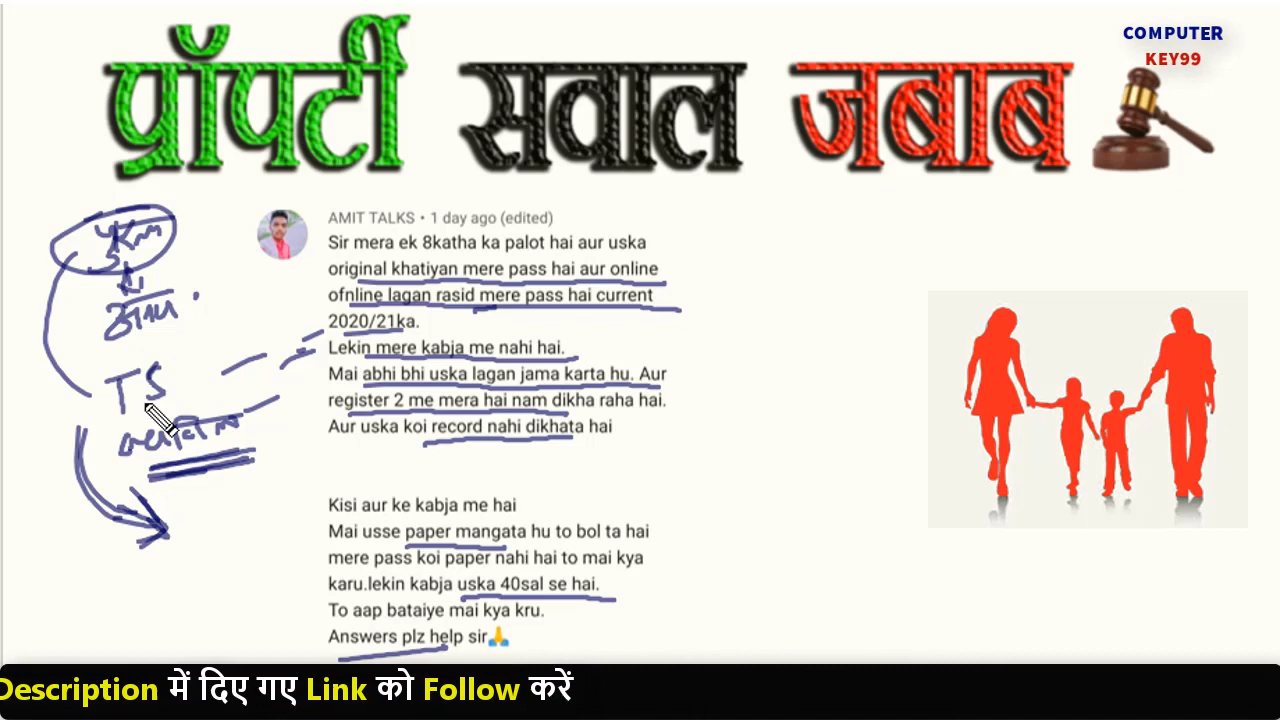 प्रॉपर्टी सवाल जबाब
COMPUTER
KEY99
AMIT TALKS • 1 day ago (edited)
Sir mera ek 8katha ka palot hai aur uska
original khatiyan mere pass hai aur online
ofnline lagan rasid mere pass hai current
2020/21ka.
Lekin mere kabja me nahi hai.
Mai abhi bhi uska lagan jama karta hu. Aur
register 2 me mera hai nam dikha raha hai.
Aur uska koi record nahi dikhata hai
Kisi aur ke kabja me hai
Mai usse paper mangata hu to bol ta hai
mere pass koi paper nahi hai to mai kya
karu.lekin kabja uska 40sal se hai.
To aap bataiye mai kya kru.
Answers plz help sir🙏
TS
Description में दिए गए Link को Follow करें